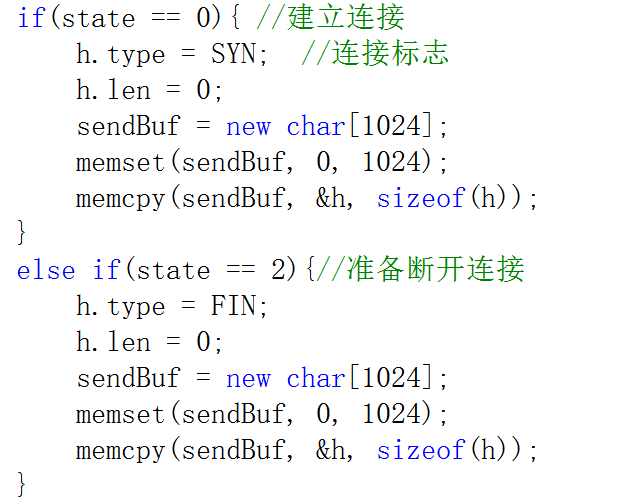 if(state == 0){ //建立连接
    h.type = SYN;  //连接标志
    h.len = 0;
    sendBuf = new char[1024];
    memset(sendBuf, 0, 1024);
    memcpy(sendBuf, &h, sizeof(h));
}
else if(state == 2){//准备断开连接
    h.type = FIN;
    h.len = 0;
    sendBuf = new char[1024];
    memset(sendBuf, 0, 1024);
    memcpy(sendBuf, &h, sizeof(h));
}